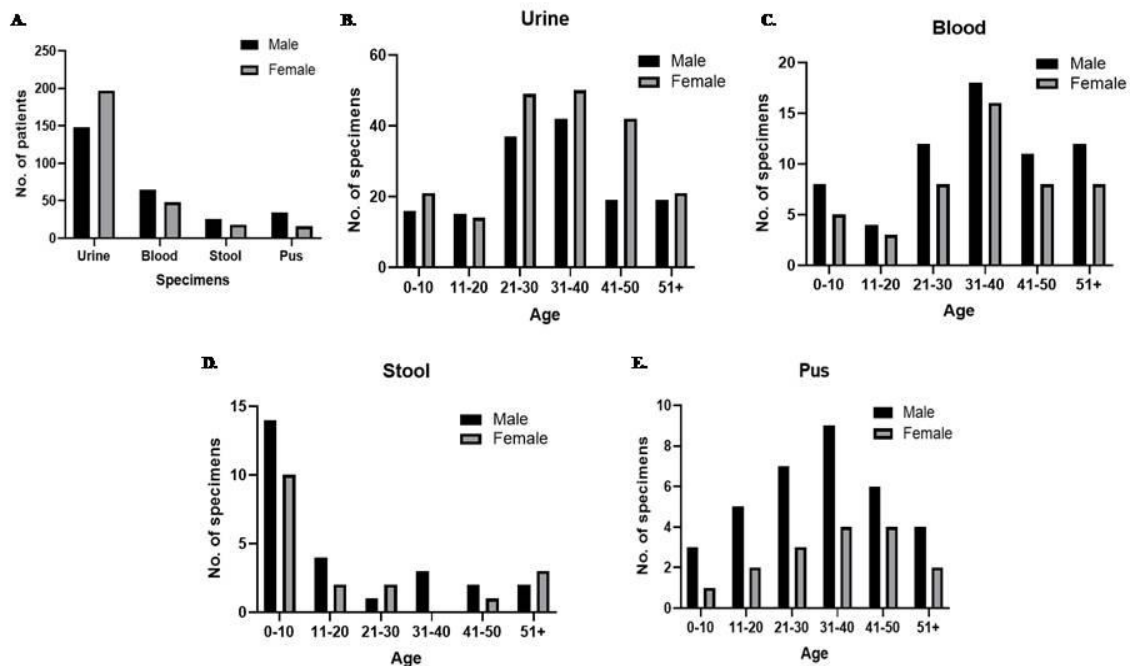 A.
Male
Female
250
200
150
100
50
0
No. of patients
Urine Blood Stool Pus
Specimens
B.
Urine
Male
Female
60
40
20
0
No. of specimens
0-10 11-20 21-30 31-40 41-50 51+
Age
C.
Blood
Male
Female
20
15
10
5
0
No. of specimens
0-10 11-20 21-30 31-40 41-50 51+
Age
D.
Stool
Male
Female
15
10
5
0
No. of specimens
0-10 11-20 21-30 31-40 41-50 51+
Age
E.
Pus
Male
Female
10
8
6
4
2
0
No. of specimens
0-10 11-20 21-30 31-40 41-50 51+
Age